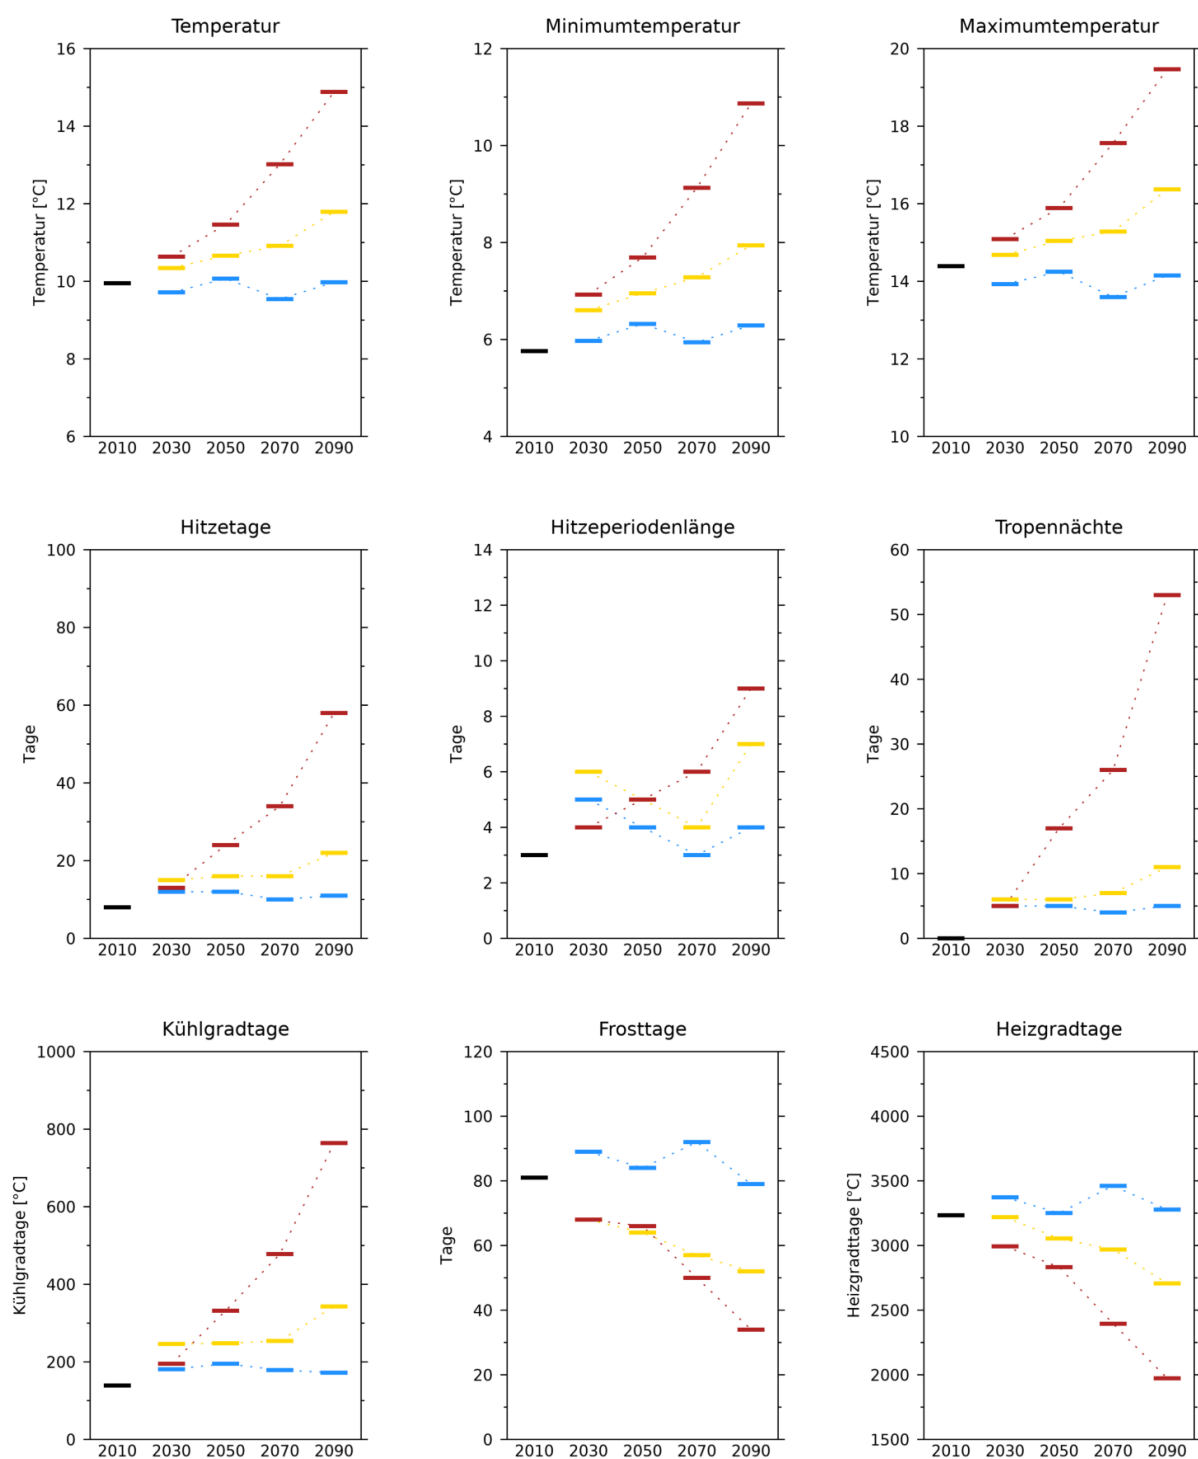 Temperatur
Minimumtemperatur
Maximumtemperatur
16
14
12
10
8
6
Temperatur [°C]
2010 2030 2050 2070 2090
12
10
8
6
4
Temperatur [°C]
2010 2030 2050 2070 2090
20
18
16
14
12
10
Temperatur [°C]
2010 2030 2050 2070 2090
Hitzetage
Hitzeperiodenlänge
Tropennächte
100
80
60
40
20
0
Tage
2010 2030 2050 2070 2090
14
12
10
8
6
4
2
0
Tage
2010 2030 2050 2070 2090
60
50
40
30
20
10
0
Tage
2010 2030 2050 2070 2090
Kühlgradtage
Frosttage
Heizgradtage
1000
800
600
400
200
0
Kühlgradtage [°C]
2010 2030 2050 2070 2090
120
100
80
60
40
20
0
Tage
2010 2030 2050 2070 2090
4500
4000
3500
3000
2500
2000
1500
Heizgradttage [°C]
2010 2030 2050 2070 2090